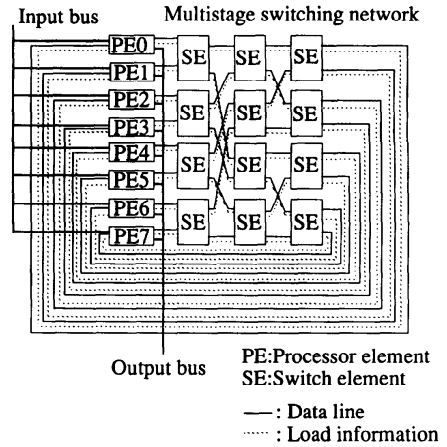 Input bus
Multistage switching network
PE0
PE1
PE2
PE3
PE4
PE5
PE6
PE7
SE SE SE
SE SE SE
SE SE SE
SE SE SE
Output bus
PE:Processor element
SE:Switch element
: Data line
: Load information